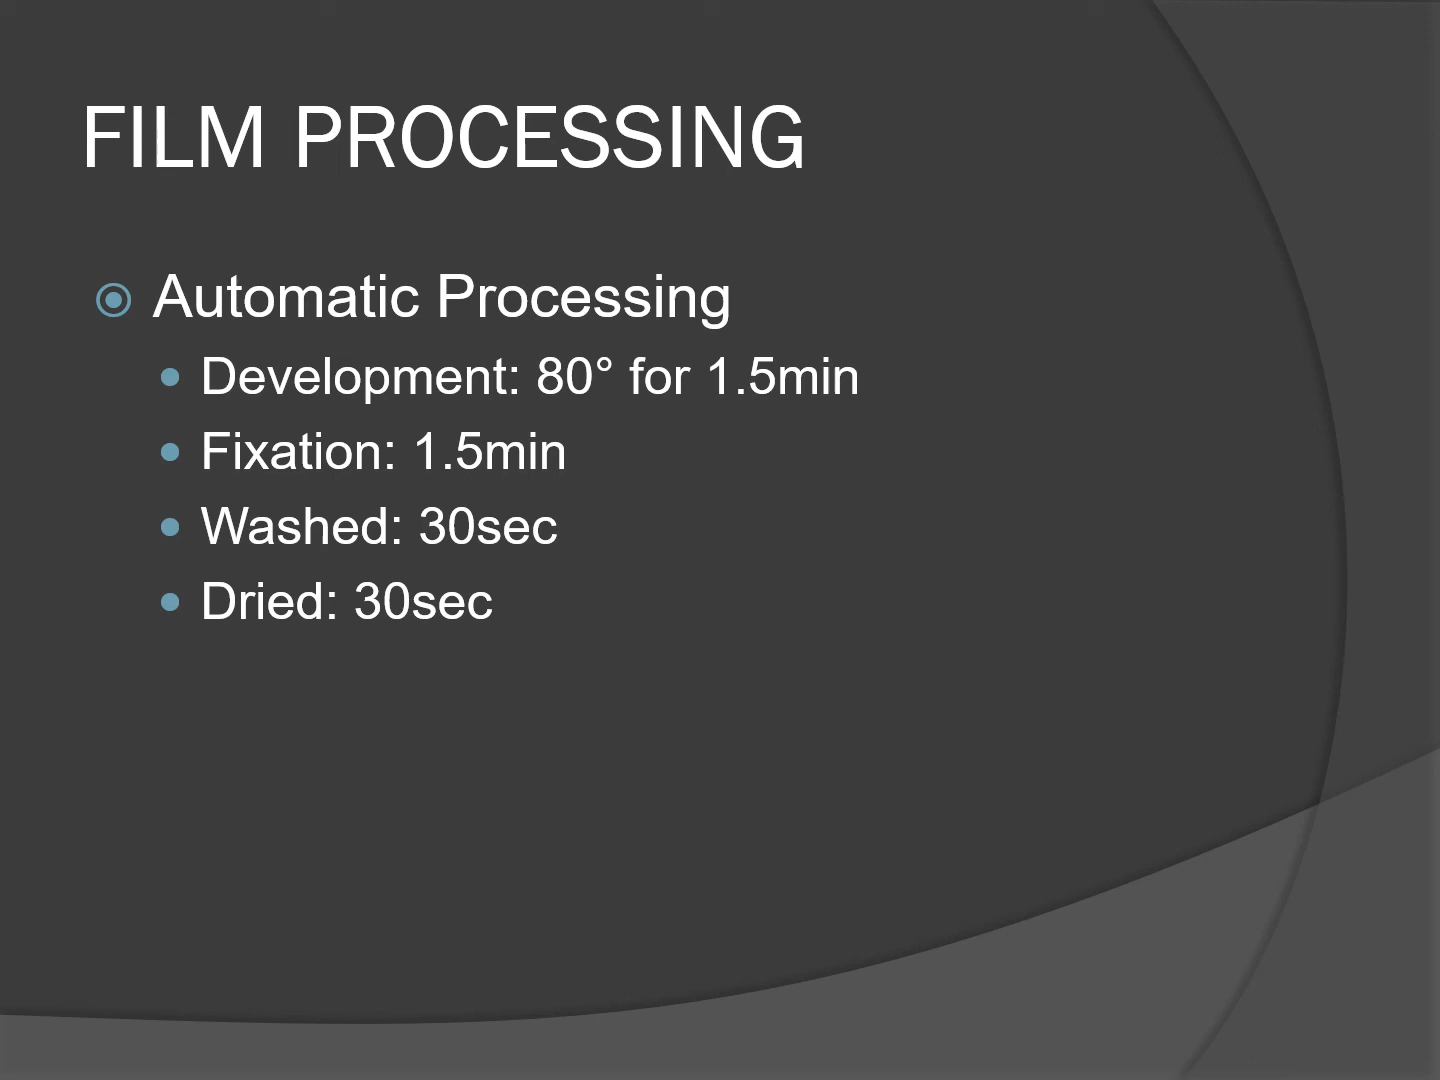 FILM PROCESSING
Automatic Processing
Development: 80° for 1.5min
Fixation: 1.5min
Washed: 30sec
Dried: 30sec